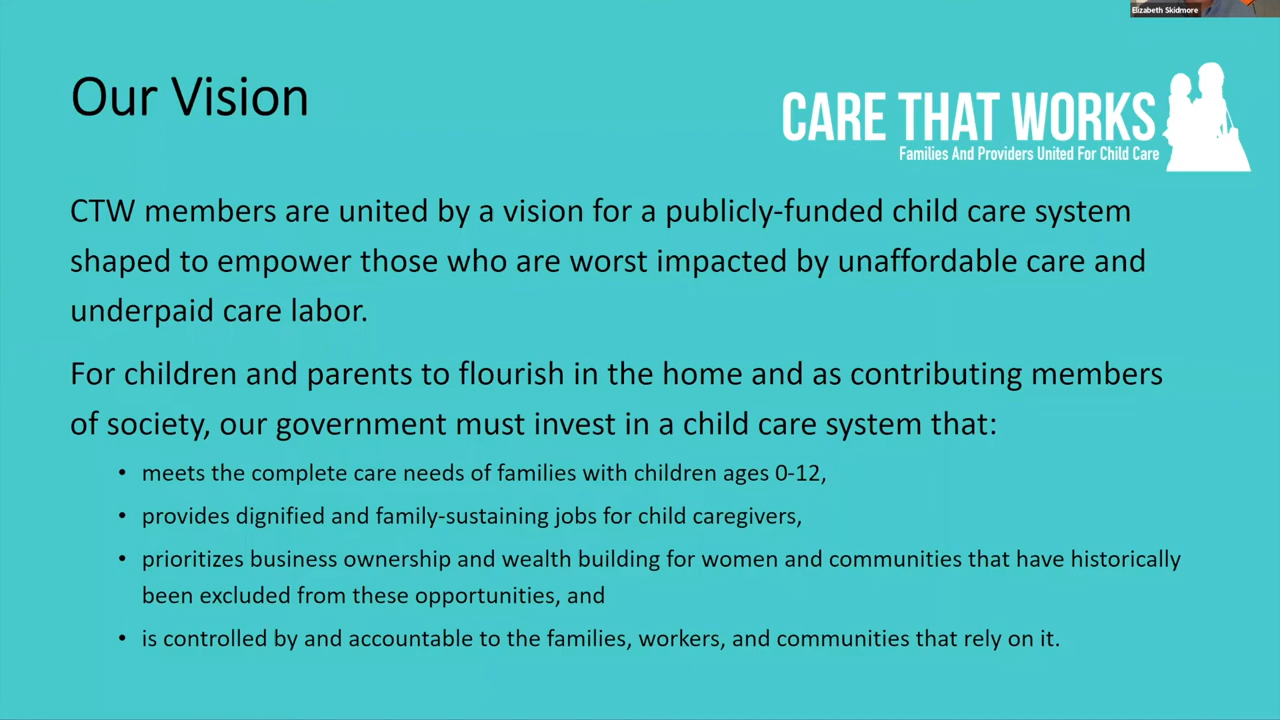 Elizabeth Skidmore
Our Vision
CARE THAT WORKS
Families And Providers United For Child Care
CTW members are united by a vision for a publicly-funded child care system
shaped to empower those who are worst impacted by unaffordable care and
underpaid care labor.
For children and parents to flourish in the home and as contributing members
of society, our government must invest in a child care system that:
• meets the complete care needs of families with children ages 0-12,
• provides dignified and family-sustaining jobs for child caregivers,
• prioritizes business ownership and wealth building for women and communities that have historically
been excluded from these opportunities, and
• is controlled by and accountable to the families, workers, and communities that rely on it.